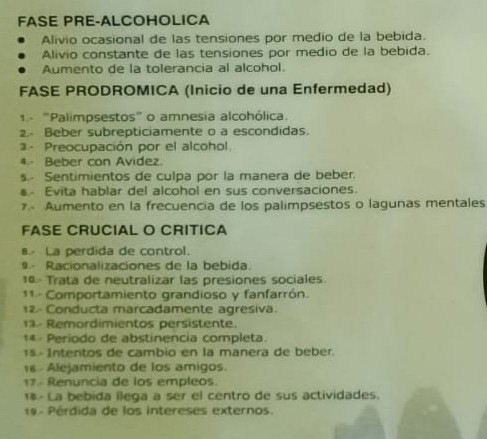 FASE PRE-ALCOHOLICA
• Alivio ocasional de las tensiones por medio de la bebida.
• Alivio constante de las tensiones por medio de la bebida.
• Aumento de la tolerancia al alcohol.
FASE PRODROMICA (Inicio de una Enfermedad)
1.- "Palimpsestos" o amnesia alcohólica.
2.- Beber subrepticiamente o a escondidas.
3.- Preocupación por el alcohol.
4.- Beber con Avidez.
5.- Sentimientos de culpa por la manera de beber.
6.- Evita hablar del alcohol en sus conversaciones.
7.- Aumento en la frecuencia de los palimpsestos o lagunas mentales
FASE CRUCIAL O CRITICA
8.- La perdida de control.
9.- Racionalizaciones de la bebida.
10.- Trata de neutralizar las presiones sociales.
11.- Comportamiento grandioso y fanfarrón.
12.- Conducta marcadamente agresiva.
13.- Remordimientos persistente.
14.- Periodo de abstinencia completa.
15.- Intentos de cambio en la manera de beber.
16.- Alejamiento de los amigos.
17.- Renuncia de los empleos.
18.- La bebida llega a ser el centro de sus actividades.
19.- Pérdida de los intereses externos.